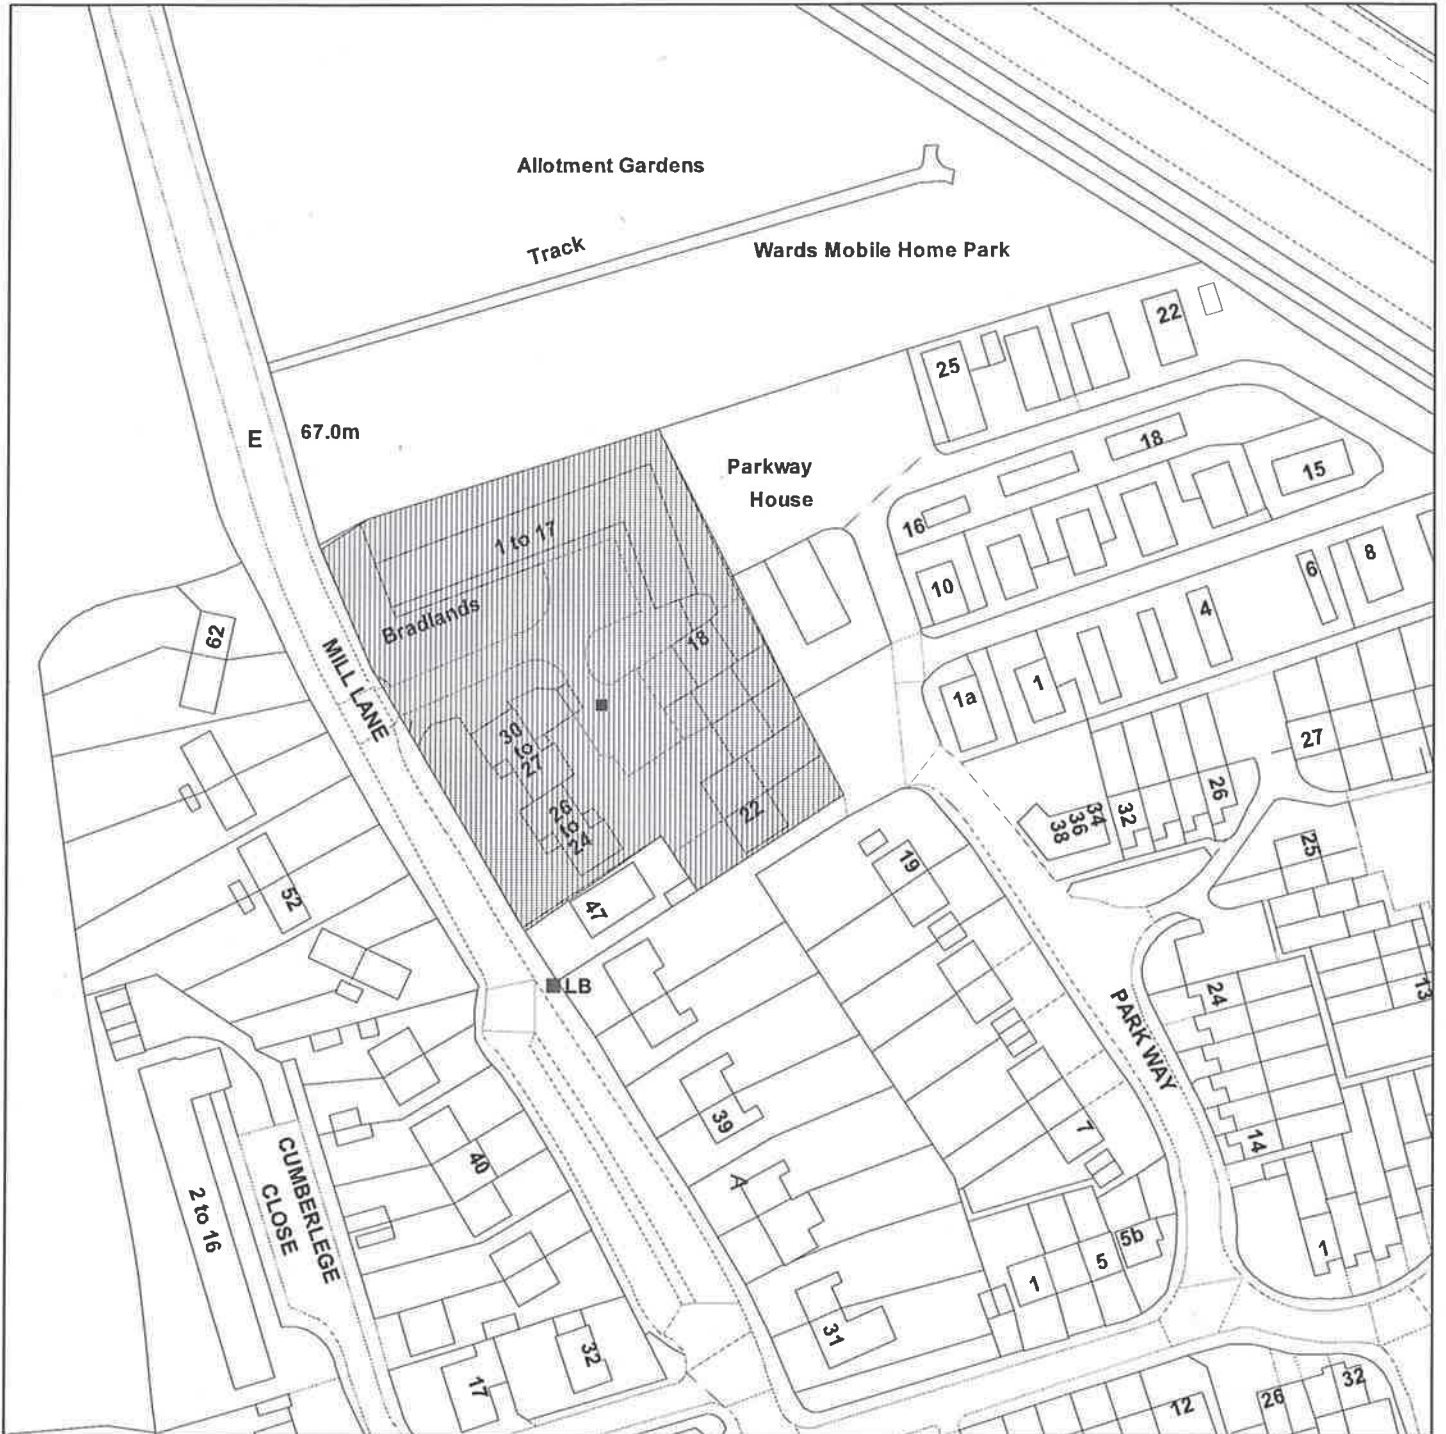 Allotment Gardens
Track
Wards Mobile Home Park
22
25
E
67.0m
18
Parkway
House
15
16
1 to 17
8
6
10
Bradlands
4
62
MILL LANE
18
1a
1
30
to
27
27
26
to
24
22
26
32
34
36
38
25
19
52
47
LB
24
13
PARK WAY
39
7
14
40
A
CUMBERLEGE
CLOSE
2 to 16
5b
5
1
1
31
32
17
32
26
12